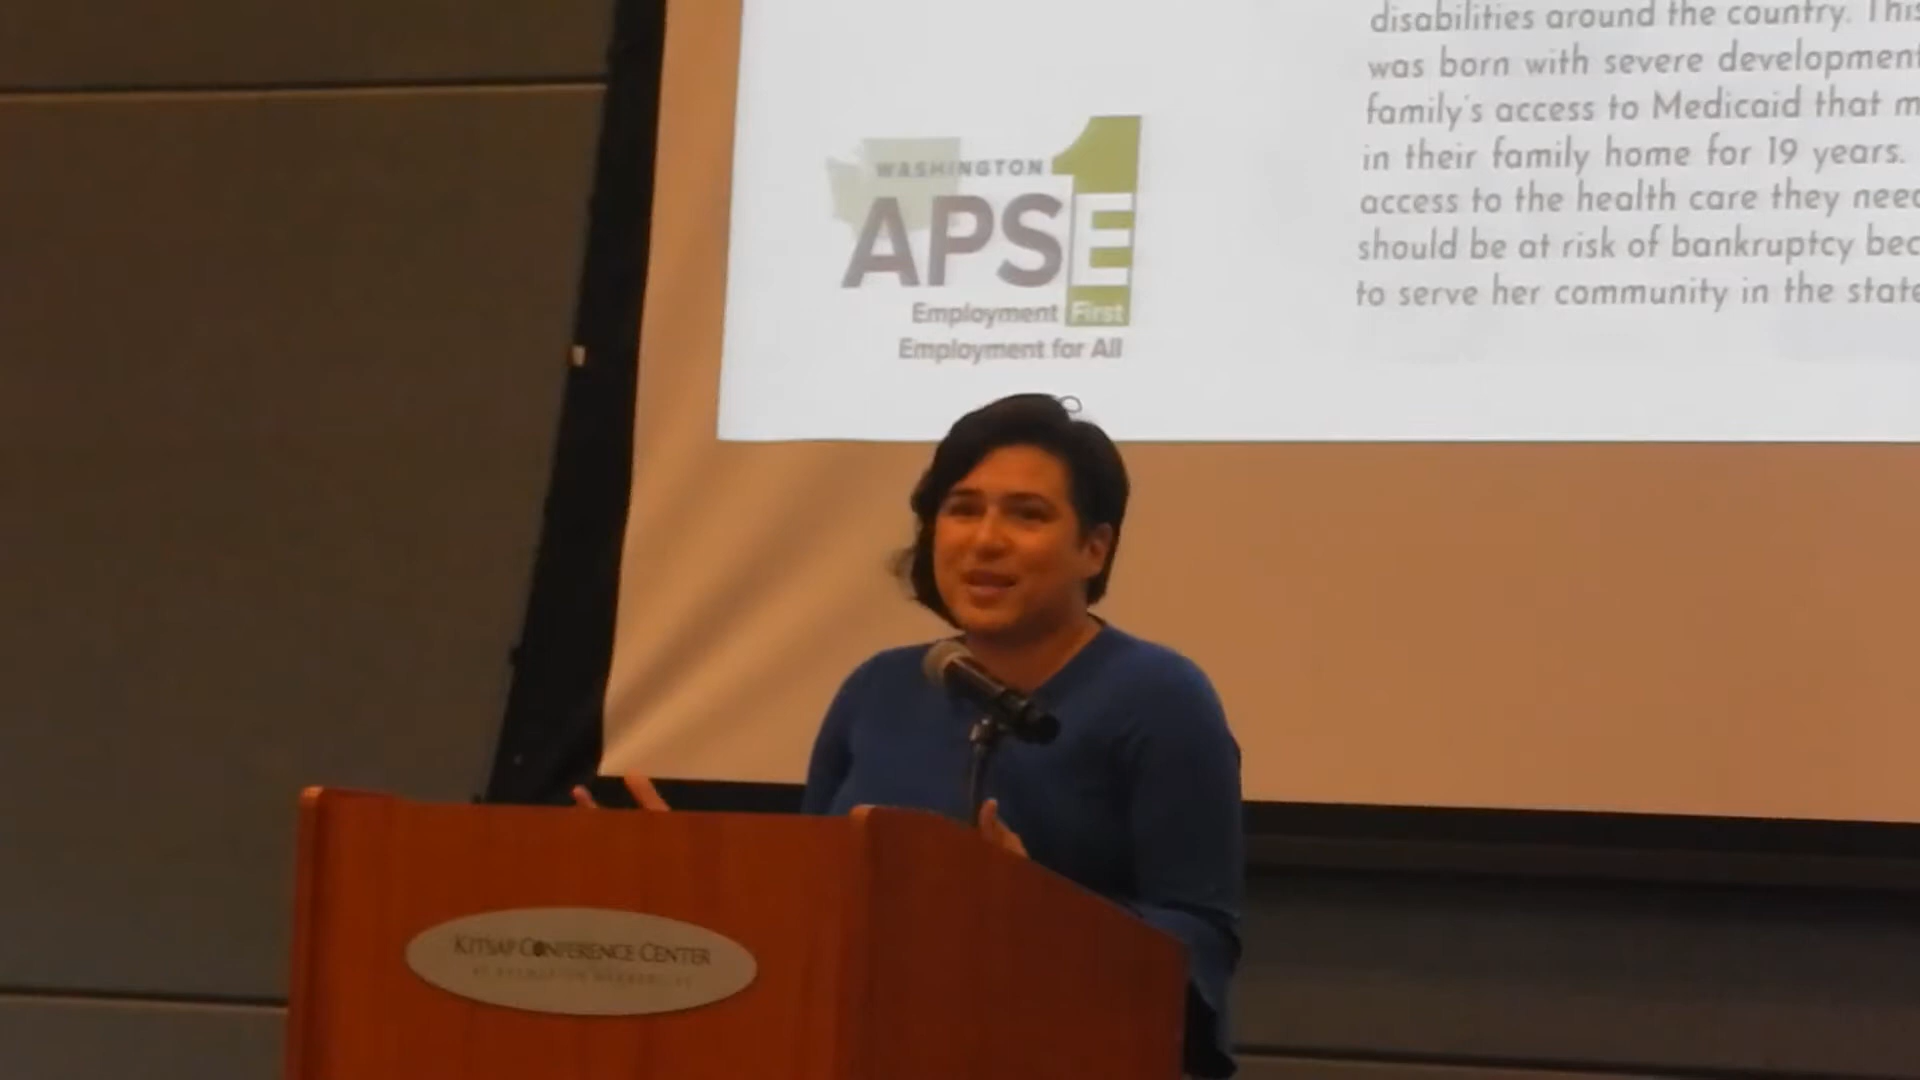 disabilities around the country. This
was born with severe development
family's access to Medicaid that m
in their family home for 19 years.
access to the health care they need
should be at risk of bankruptcy bec
to serve her community in the state
WASHINGTON
APSE
1
Employment First
Employment for All
KITSAP CONFERENCE CENTER